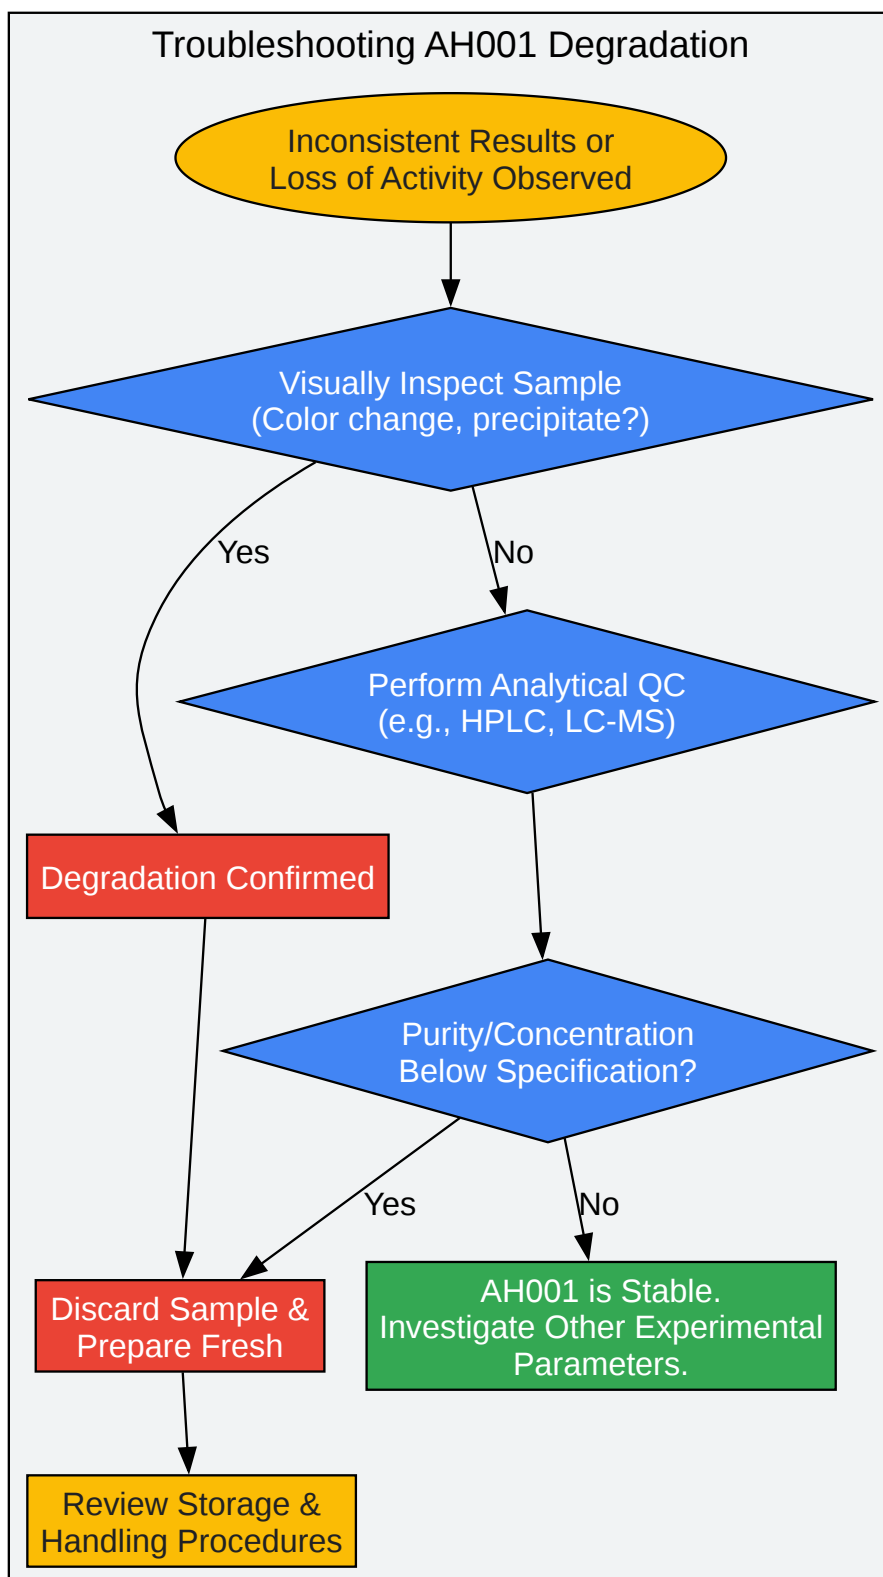 Troubleshooting AH001 Degradation
Inconsistent Results or
Loss of Activity Observed
Visually Inspect Sample
(Color change, precipitate?)
Yes
No
Perform Analytical QC
(e.g., HPLC, LC-MS)
Degradation Confirmed
Purity/Concentration
Below Specification?
Yes
No
Discard Sample &
Prepare Fresh
AH001 is Stable.
Investigate Other Experimental
Parameters.
Review Storage &
Handling Procedures